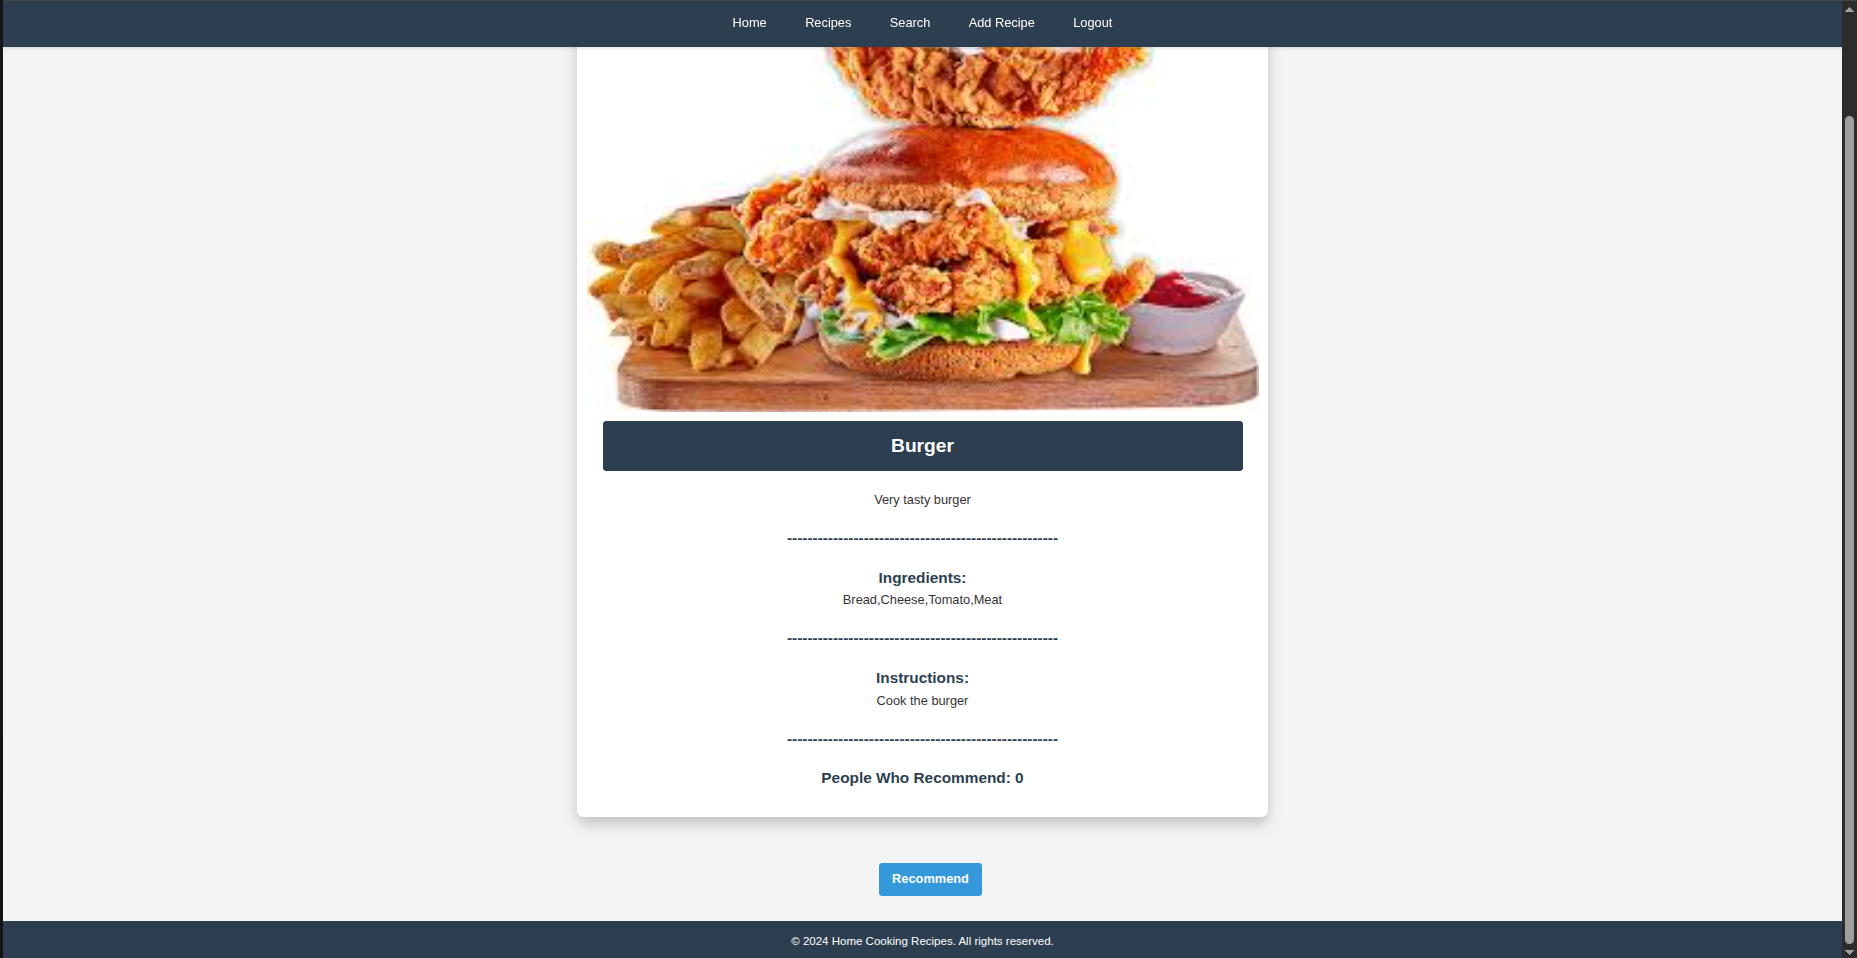 Home Recipes Search Add Recipe Logout
Burger
Very tasty burger
-----------------------------------------------------
Ingredients:
Bread,Cheese,Tomato,Meat
-----------------------------------------------------
Instructions:
Cook the burger
-----------------------------------------------------
People Who Recommend: 0
Recommend
© 2024 Home Cooking Recipes. All rights reserved.